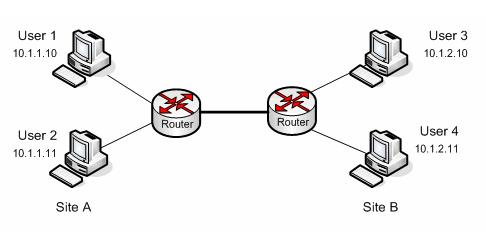 User 1
10.1.1.10
User 2
10.1.1.11
Site A
Router
Router
User 3
10.1.2.10
User 4
10.1.2.11
Site B